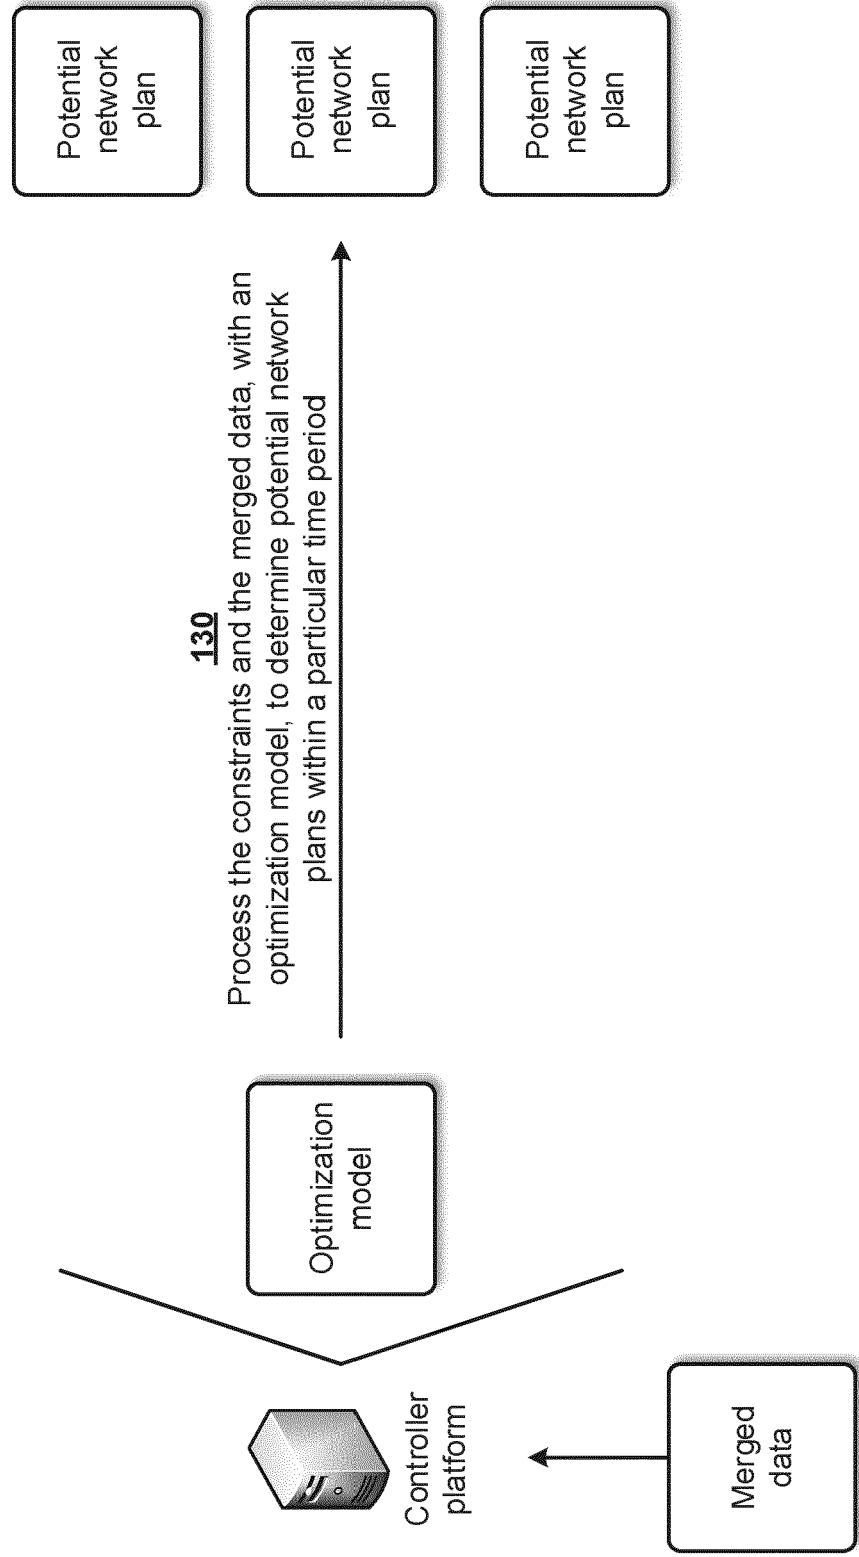 Controller
platform
Merged
data
Optimization
model
130
Process the constraints and the merged data, with an
optimization model, to determine potential network
plans within a particular time period
Potential
network
plan
Potential
network
plan
Potential
network
plan